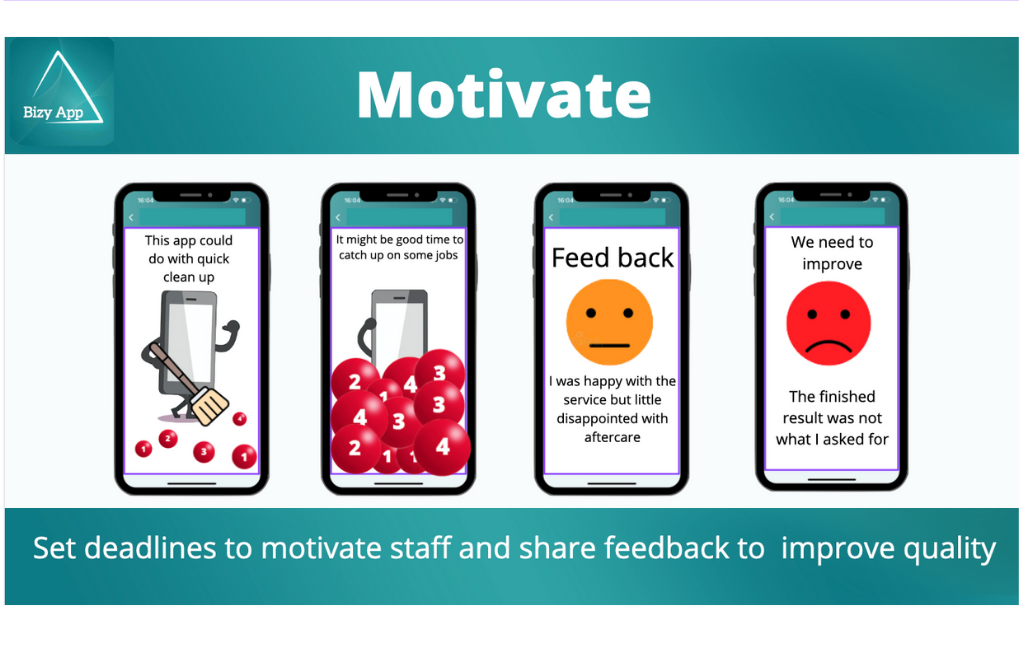 Bizy App
Motivate
16:04
This app could
do with quick
clean up
4
2
1
3
1
16:04
It might be good time to
catch up on some jobs
2
4
3
1
3
4
3
2
1
1
4
16:04
Feed back
I was happy with the
service but little
disappointed with
aftercare
16:04
We need to
improve
The finished
result was not
what I asked for
Set deadlines to motivate staff and share feedback to  improve quality